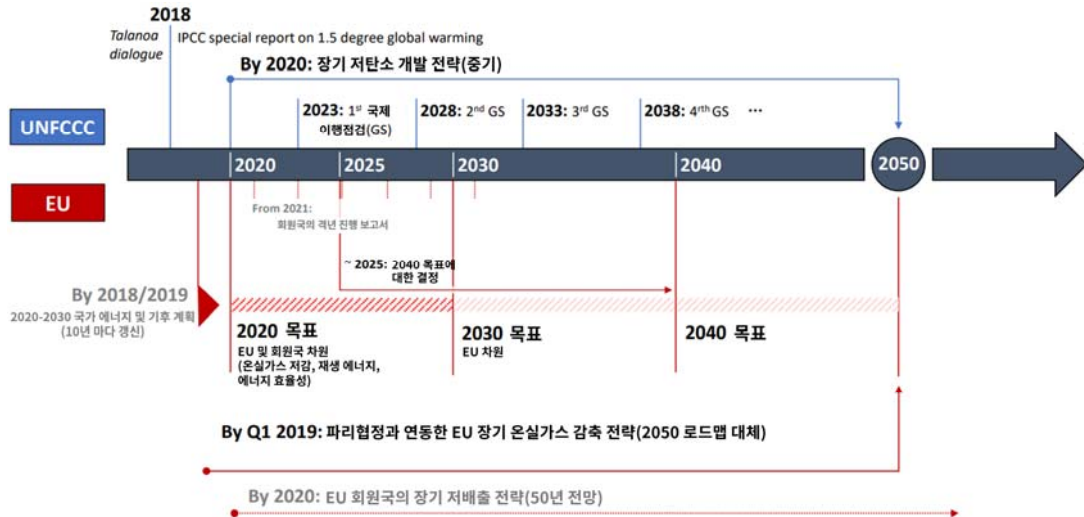 2018
Talanoa dialogue
IPCC special report on 1.5 degree global warming
By 2020: 장기 저탄소 개발 전략(중기)
UNFCCC
2023: 1st 국제
이행점검(GS)
2028: 2nd GS
2033: 3rd GS
2038: 4rth GS
...
2020
2025
2030
2040
2050
EU
From 2021:
회원국의 격년 진행 보고서
~ 2025: 2040 목표에
대한 결정
By 2018/2019
2020-2030 국가 에너지 및 기후 계획
(10년 마다 갱신)
2020 목표
EU 및 회원국 차원
(온실가스 저감, 재생 에너지,
에너지 효율성)
2030 목표
EU 차원
2040 목표
By Q1 2019: 파리협정과 연동한 EU 장기 온실가스 감축 전략(2050 로드맵 대체)
By 2020: EU 회원국의 장기 저배출 전략(50년 전망)